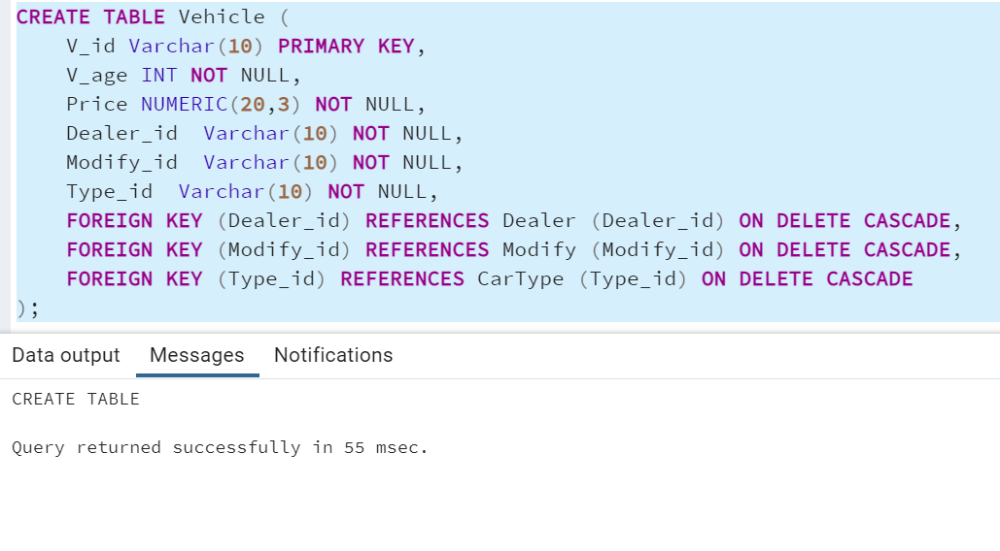 CREATE TABLE Vehicle (
    V_id Varchar(10) PRIMARY KEY,
    V_age INT NOT NULL,
    Price NUMERIC(20,3) NOT NULL,
    Dealer_id  Varchar(10) NOT NULL,
    Modify_id  Varchar(10) NOT NULL,
    Type_id  Varchar(10) NOT NULL,
    FOREIGN KEY (Dealer_id) REFERENCES Dealer (Dealer_id) ON DELETE CASCADE,
    FOREIGN KEY (Modify_id) REFERENCES Modify (Modify_id) ON DELETE CASCADE,
    FOREIGN KEY (Type_id) REFERENCES CarType (Type_id) ON DELETE CASCADE
);
Data output Messages Notifications
CREATE TABLE
Query returned successfully in 55 msec.